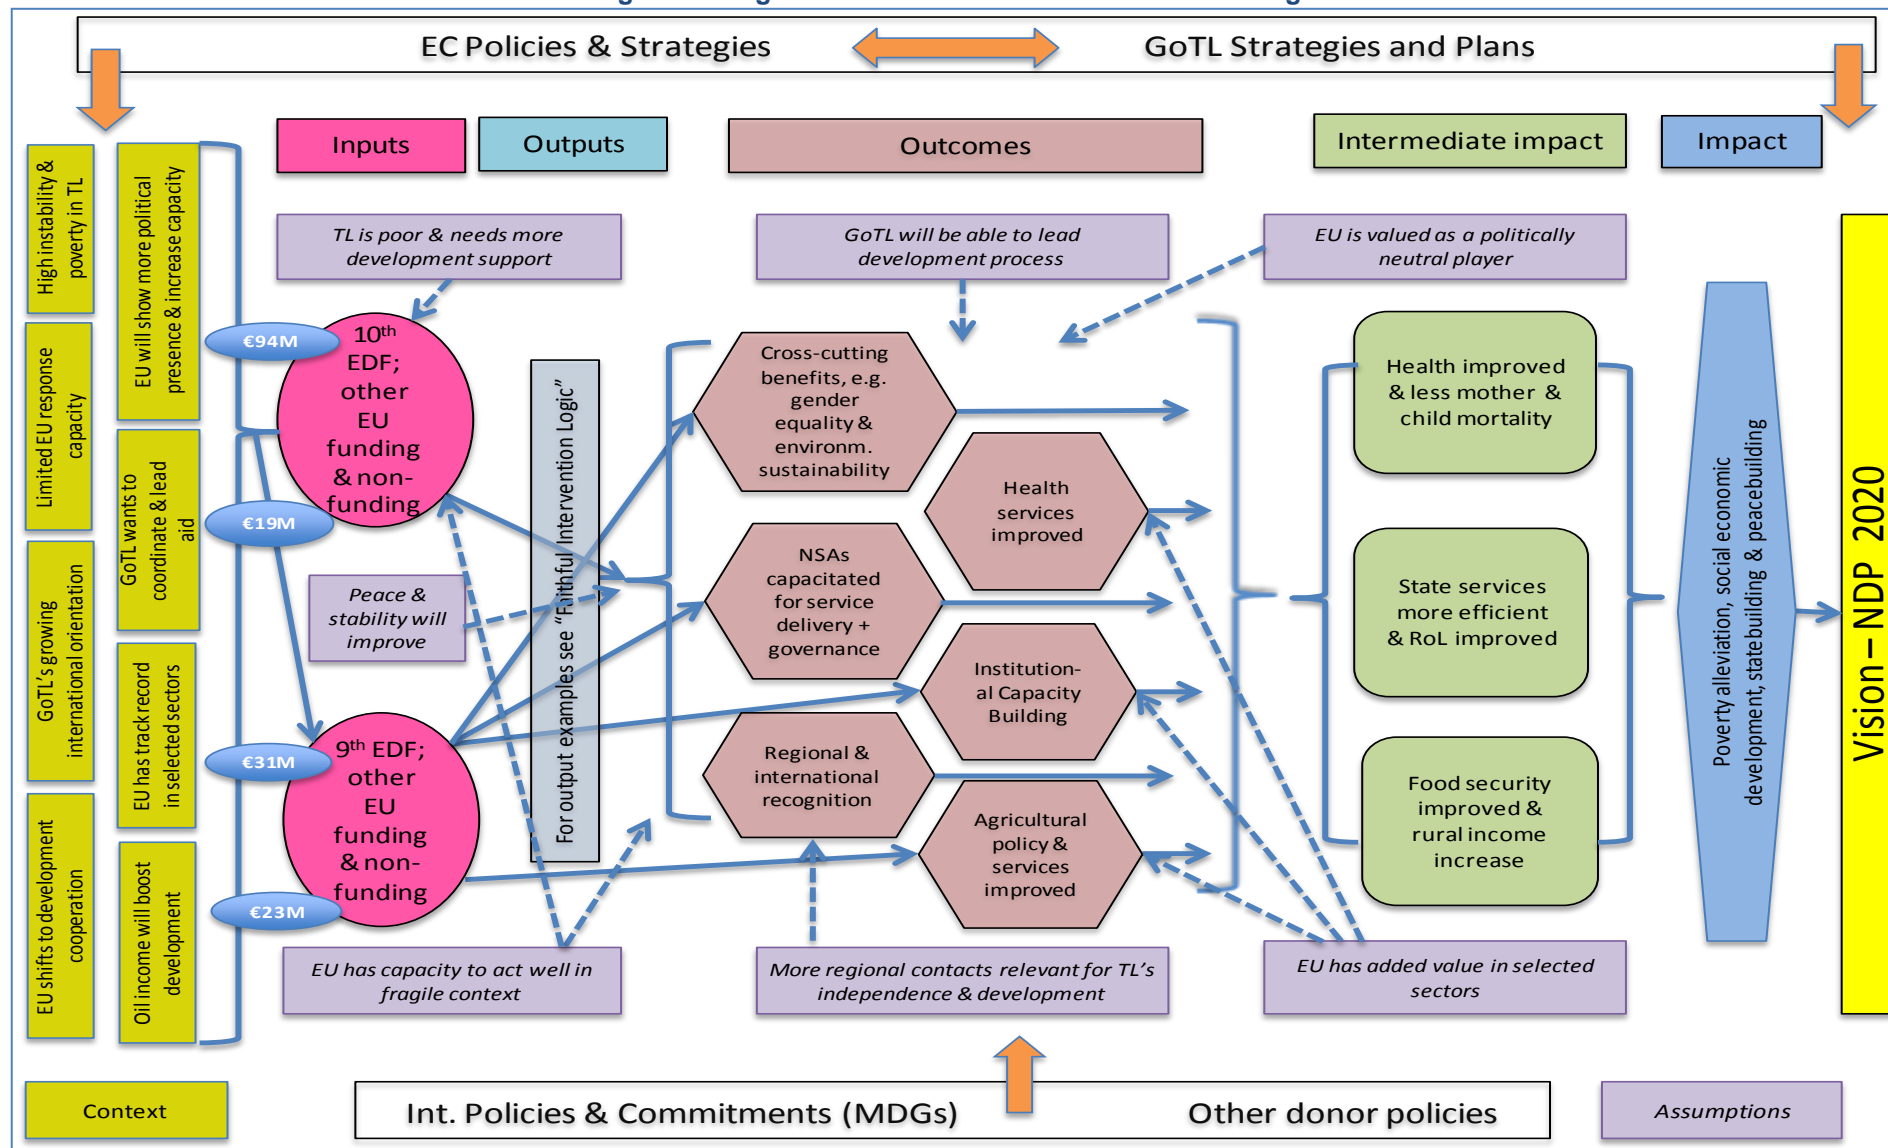 EC Policies & Strategies
GoTL Strategies and Plans
Inputs
Outputs
Outcomes
Intermediate impact
Impact
High instability &
poverty in TL
EU will show more political
presence & increase capacity
Limited EU response
capacity
GoTL wants to
coordinate & lead
aid
GoTL's growing
international orientation
EU has track record
in selected sectors
EU shifts to development
cooperation
Oil income will boost
development
TL is poor & needs more
development support
GoTL will be able to lead
development process
EU is valued as a politically
neutral player
€94M
10th
EDF;
other
EU
funding
& non-
funding
€19M
Peace &
stability will
improve
€31M
9th EDF;
other
EU
funding
& non-
funding
€23M
For output examples see "Faithful Intervention Logic"
Cross-cutting
benefits, e.g.
gender
equality &
environm.
sustainability
Health
services
improved
NSAs
capacitated
for service
delivery +
governance
Institution-
al Capacity
Building
Regional &
international
recognition
Agricultural
policy &
services
improved
Health improved
& less mother &
child mortality
State services
more efficient
& RoL improved
Food security
improved &
rural income
increase
Poverty alleviation, social economic
development, statebuilding & peacebuilding
Vision – NDP 2020
EU has capacity to act well in
fragile context
More regional contacts relevant for TL's
independence & development
EU has added value in selected
sectors
Context
Int. Policies & Commitments (MDGs)
Other donor policies
Assumptions